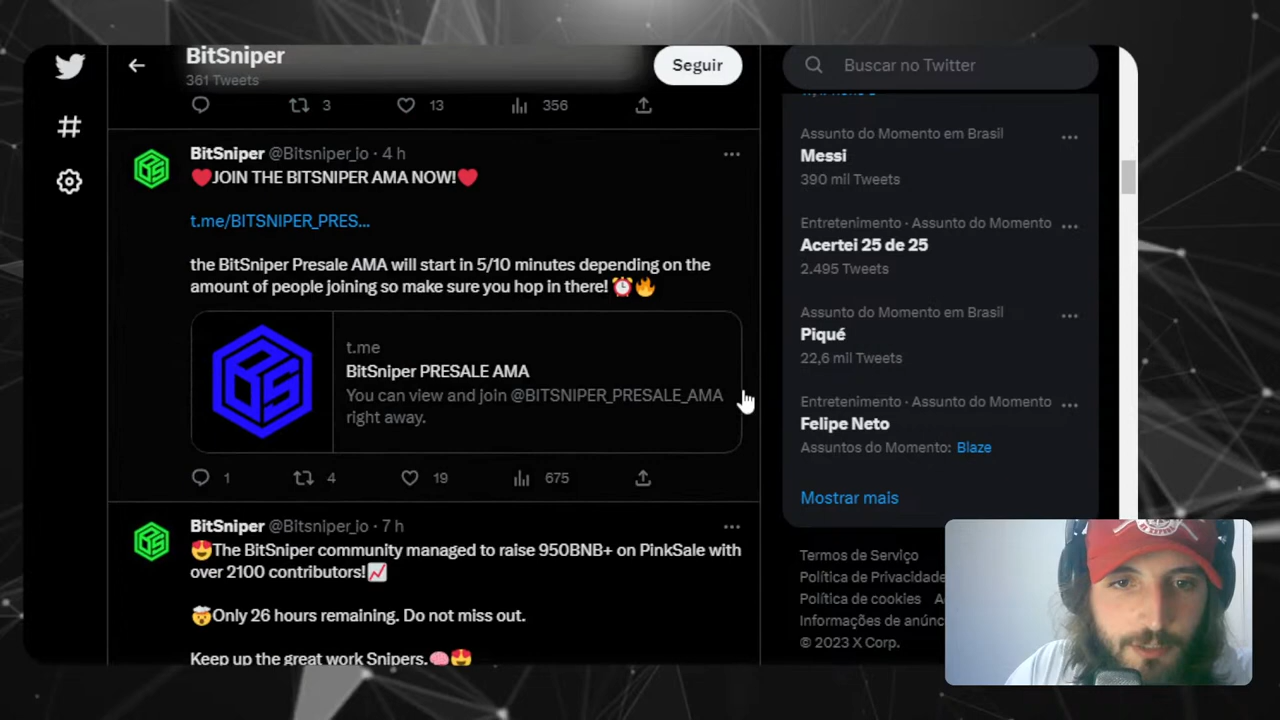 BitSniper
361 Tweets
Seguir
3
13
356
BitSniper @Bitsniper_io · 4 h
❤️JOIN THE BITSNIPER AMA NOW!❤️
t.me/BITSNIPER_PRES...
the BitSniper Presale AMA will start in 5/10 minutes depending on the
amount of people joining so make sure you hop in there! ⏰🔥
t.me
BitSniper PRESALE AMA
You can view and join @BITSNIPER_PRESALE_AMA
right away.
1
4
19
675
BitSniper @Bitsniper_io · 7 h
😍The BitSniper community managed to raise 950BNB+ on PinkSale with
over 2100 contributors!📈
🤯Only 26 hours remaining. Do not miss out.
Keep up the great work Snipers.🧠😍
Buscar no Twitter
Assunto do Momento em Brasil
Messi
390 mil Tweets
Entretenimento · Assunto do Momento
Acertei 25 de 25
2.495 Tweets
Assunto do Momento em Brasil
Piqué
22,6 mil Tweets
Entretenimento · Assunto do Momento
Felipe Neto
Assuntos do Momento: Blaze
Mostrar mais
Termos de Serviço
Política de Privacidade
Política de cookies
Informações de anúnc
© 2023 X Corp.